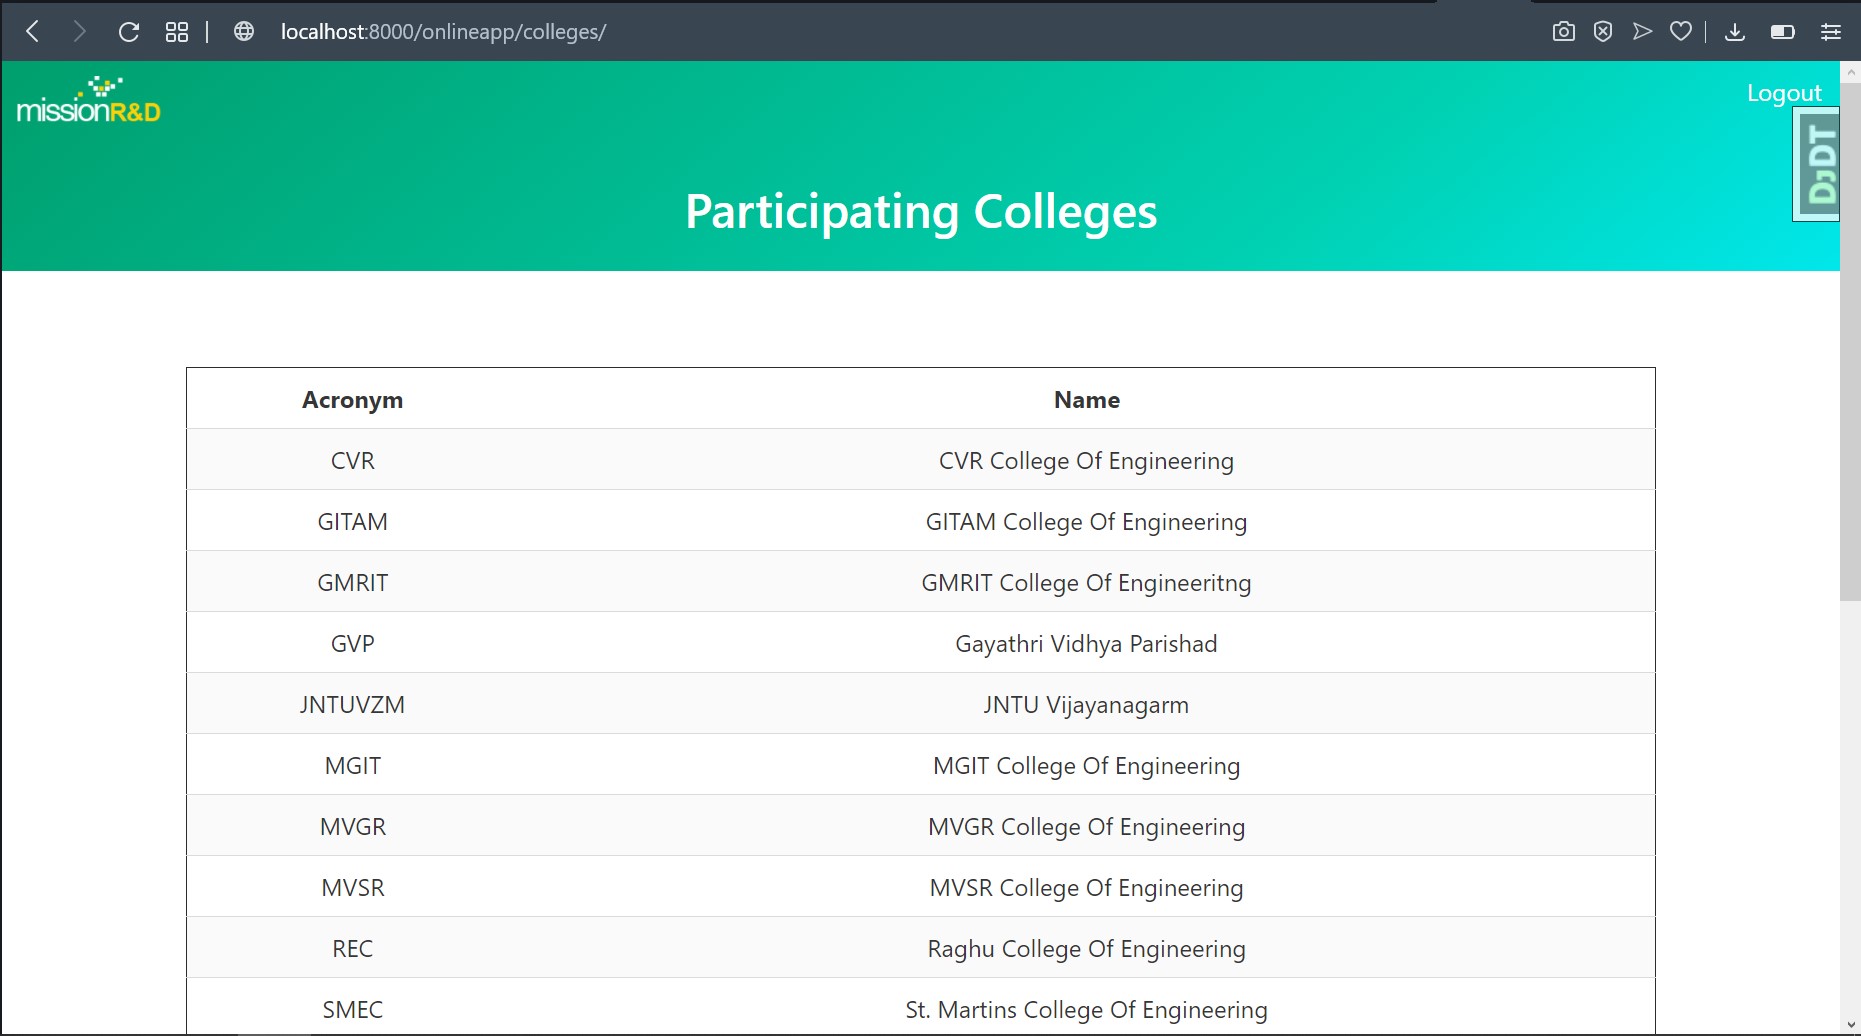 localhost:8000/onlineapp/colleges/
missionR&D
Logout
DjDT
Participating Colleges
Acronym Name
CVR CVR College Of Engineering
GITAM GITAM College Of Engineering
GMRIT GMRIT College Of Engineeritng
GVP Gayathri Vidhya Parishad
JNTUVZM JNTU Vijayanagarm
MGIT MGIT College Of Engineering
MVGR MVGR College Of Engineering
MVSR MVSR College Of Engineering
REC Raghu College Of Engineering
SMEC St. Martins College Of Engineering